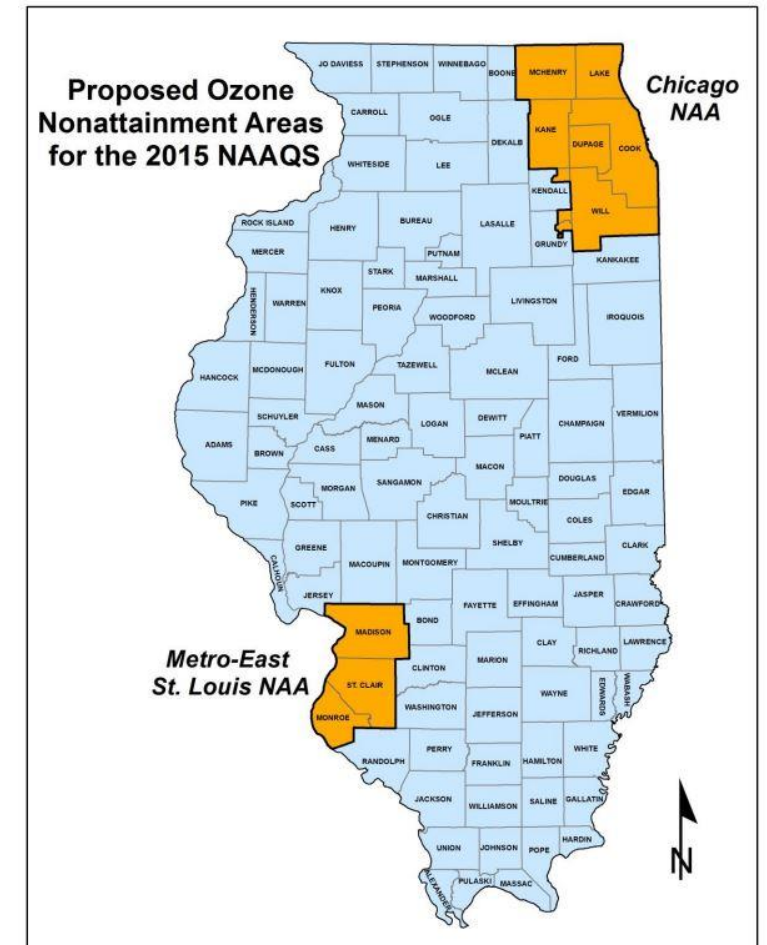 Proposed Ozone
Nonattainment Areas
for the 2015 NAAQS
Chicago
NAA
Metro-East
St. Louis NAA
JO DAVIESS
STEPHENSON
WINNEBAGO
BOONE
MCHENRY
LAKE
CARROLL
OGLE
KANE
DUPAGE
COOK
DEKALB
WHITESIDE
LEE
KENDALL
WILL
ROCK ISLAND
HENRY
BUREAU
LASALLE
GRUNDY
MERCER
PUTNAM
KANKAKEE
STARK
MARSHALL
HENDERSON
WARREN
KNOX
PEORIA
WOODFORD
LIVINGSTON
IROQUOIS
HANCOCK
MCDONOUGH
FULTON
TAZEWELL
MCLEAN
FORD
MASON
SCHUYLER
LOGAN
DEWITT
CHAMPAIGN
VERMILION
ADAMS
BROWN
CASS
MENARD
PIATT
MACON
SANGAMON
DOUGLAS
PIKE
SCOTT
MORGAN
MOULTRIE
EDGAR
CHRISTIAN
COLES
GREENE
SHELBY
CLARK
CALHOUN
MACOUPIN
MONTGOMERY
CUMBERLAND
JERSEY
FAYETTE
EFFINGHAM
JASPER
CRAWFORD
BOND
MADISON
CLAY
RICHLAND
LAWRENCE
CLINTON
MARION
ST. CLAIR
WAYNE
EDWARDS
WABASH
WASHINGTON
JEFFERSON
MONROE
RANDOLPH
PERRY
FRANKLIN
HAMILTON
WHITE
JACKSON
WILLIAMSON
SALINE
GALLATIN
UNION
JOHNSON
POPE
HARDIN
ALEXANDER
PULASKI
MASSAC
N